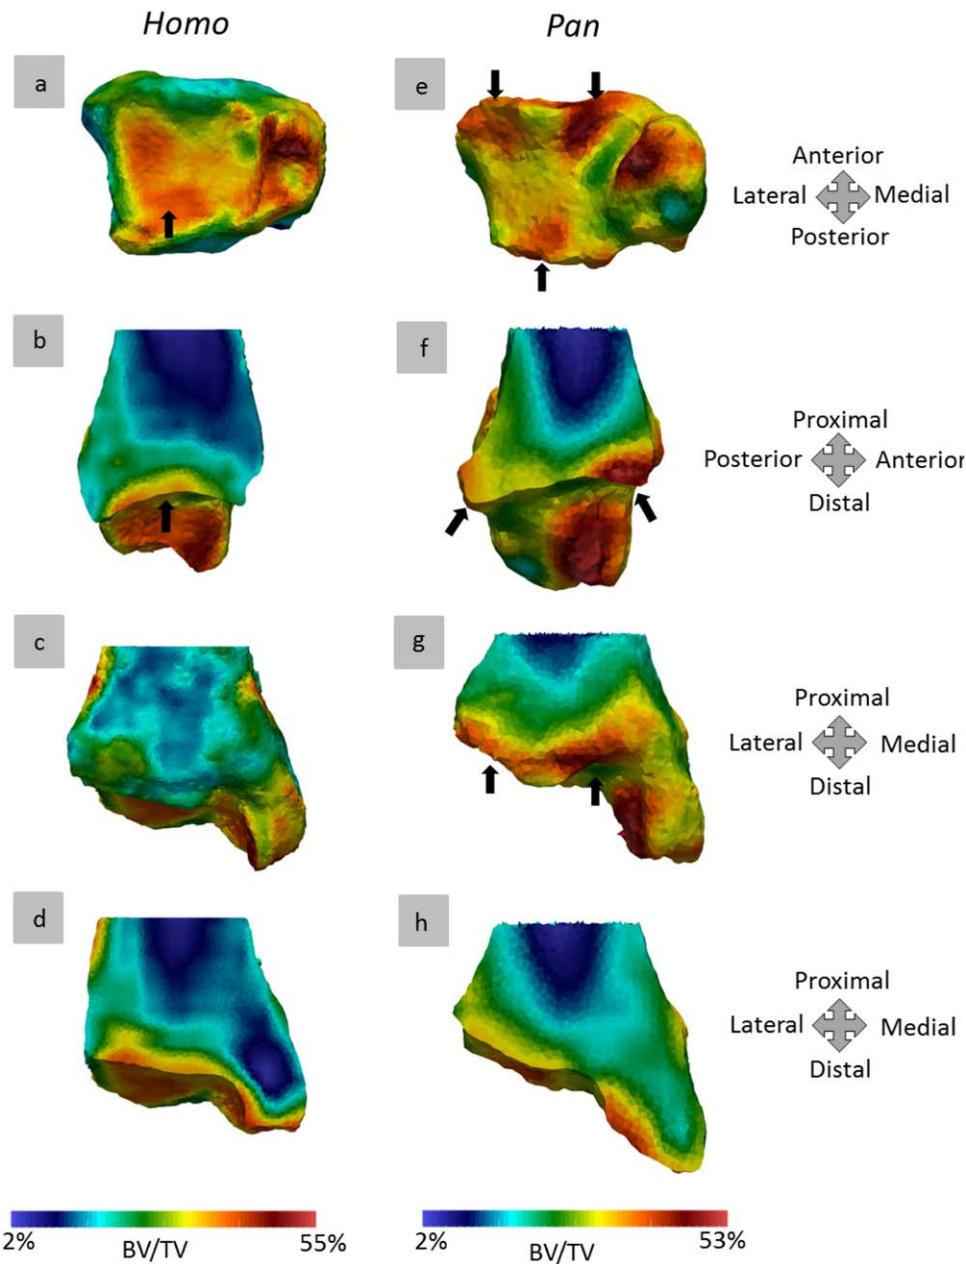 Homo
Pan
a
e
Anterior
Lateral Medial
Posterior
b
f
Proximal
Posterior Anterior
Distal
c
g
Proximal
Lateral Medial
Distal
d
h
Proximal
Lateral Medial
Distal
2% BV/TV 55%
2% BV/TV 53%